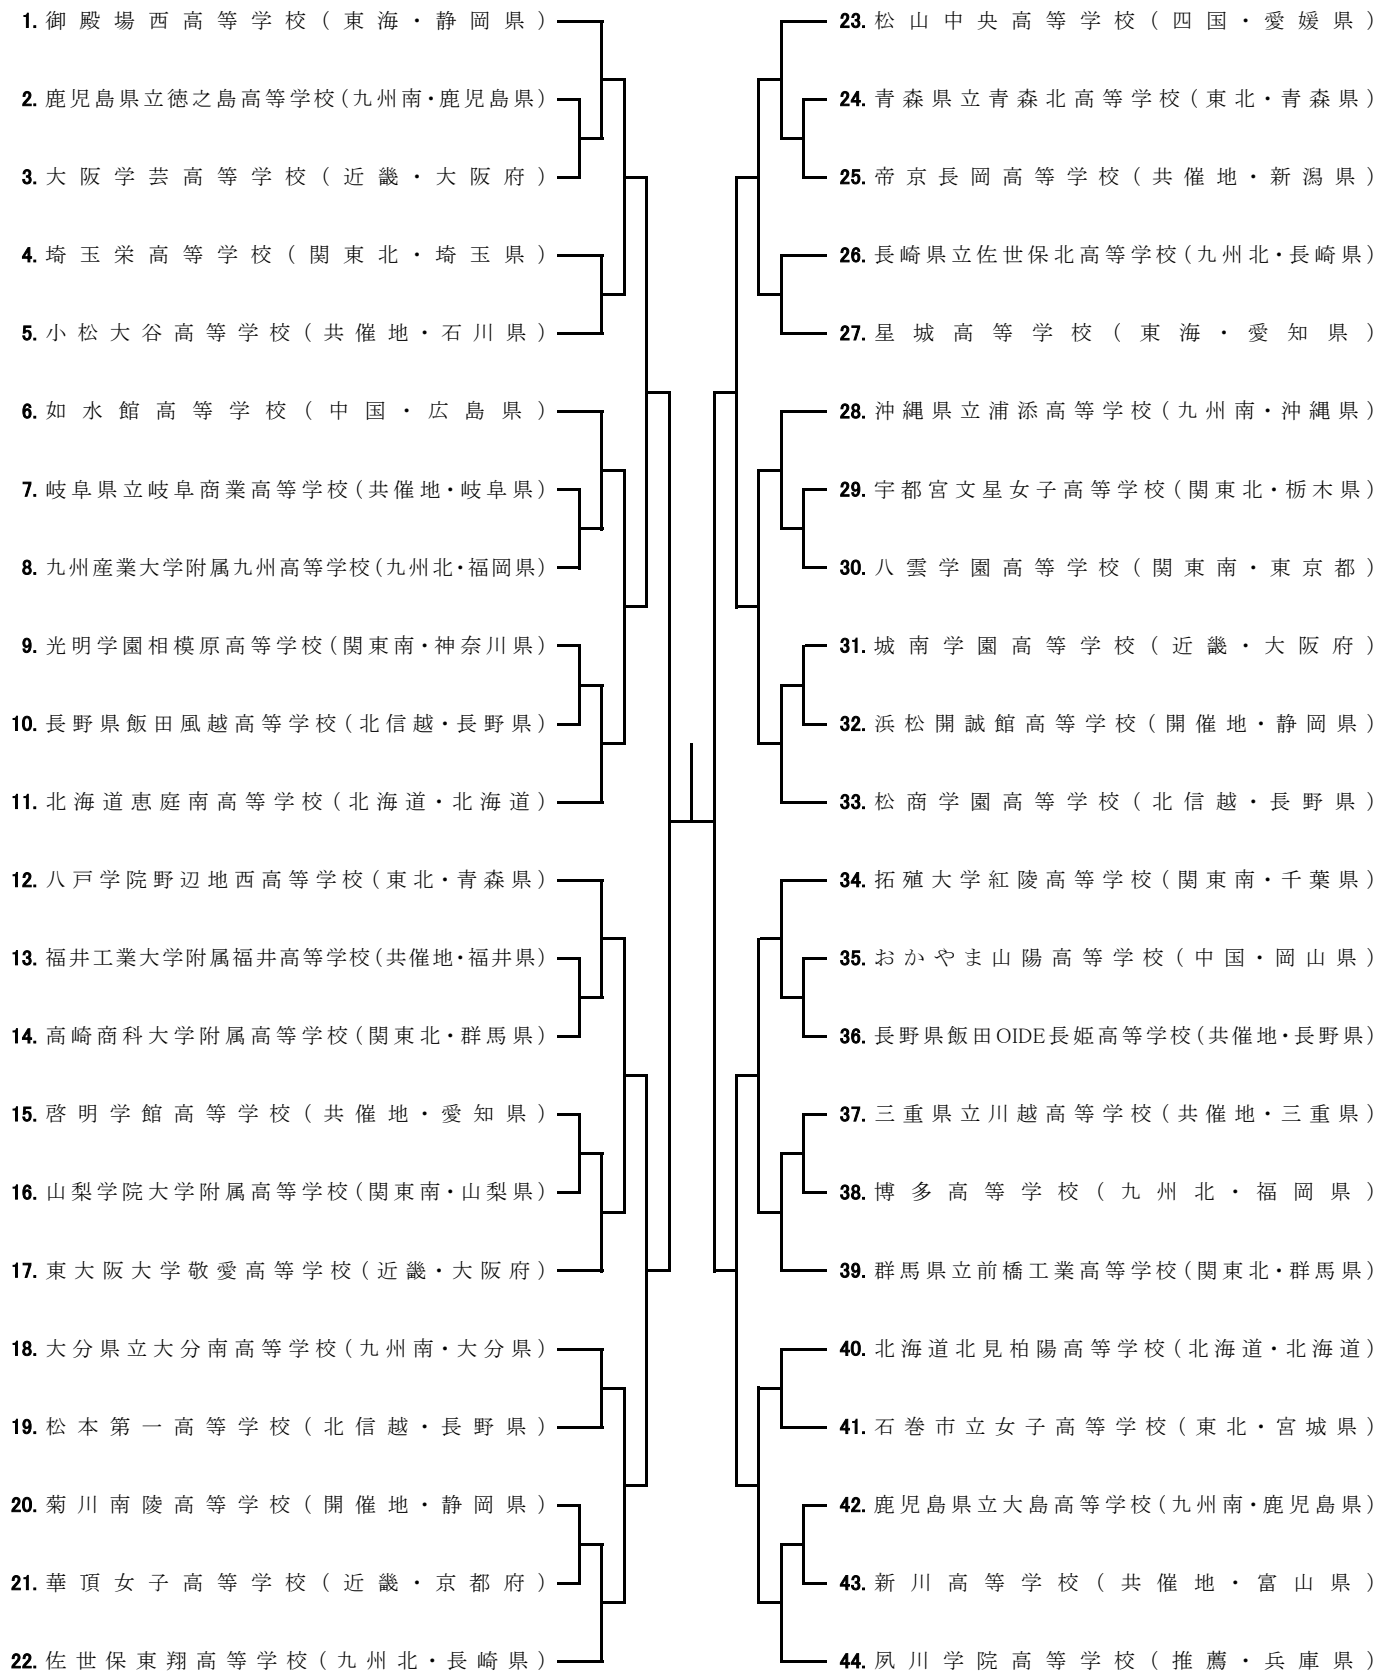 1. 御殿場西高等学校(東海・静岡県)
2. 鹿児島県立徳之島高等学校(九州南・鹿児島県)
3. 大阪学芸高等学校(近畿・大阪府)
4. 埼玉栄高等学校(関東北・埼玉県)
5. 小松大谷高等学校(共催地・石川県)
6. 如水館高等学校(中国・広島県)
7. 岐阜県立岐阜商業高等学校(共催地・岐阜県)
8. 九州産業大学附属九州高等学校(九州北・福岡県)
9. 光明学園相模原高等学校(関東南・神奈川県)
10. 長野県飯田風越高等学校(北信越・長野県)
11. 北海道恵庭南高等学校(北海道・北海道)
12. 八戸学院野辺地西高等学校(東北・青森県)
13. 福井工業大学附属福井高等学校(共催地・福井県)
14. 高崎商科大学附属高等学校(関東北・群馬県)
15. 啓明学館高等学校(共催地・愛知県)
16. 山梨学院大学附属高等学校(関東南・山梨県)
17. 東大阪大学敬愛高等学校(近畿・大阪府)
18. 大分県立大分南高等学校(九州南・大分県)
19. 松本第一高等学校(北信越・長野県)
20. 菊川南陵高等学校(開催地・静岡県)
21. 華頂女子高等学校(近畿・京都府)
22. 佐世保東翔高等学校(九州北・長崎県)
23. 松山中央高等学校(四国・愛媛県)
24. 青森県立青森北高等学校(東北・青森県)
25. 帝京長岡高等学校(共催地・新潟県)
26. 長崎県立佐世保北高等学校(九州北・長崎県)
27. 星城高等学校(東海・愛知県)
28. 沖縄県立浦添高等学校(九州南・沖縄県)
29. 宇都宮文星女子高等学校(関東北・栃木県)
30. 八雲学園高等学校(関東南・東京都)
31. 城南学園高等学校(近畿・大阪府)
32. 浜松開誠館高等学校(開催地・静岡県)
33. 松商学園高等学校(北信越・長野県)
34. 拓殖大学紅陵高等学校(関東南・千葉県)
35. おかやま山陽高等学校(中国・岡山県)
36. 長野県飯田OIDE長姫高等学校(共催地・長野県)
37. 三重県立川越高等学校(共催地・三重県)
38. 博多高等学校(九州北・福岡県)
39. 群馬県立前橋工業高等学校(関東北・群馬県)
40. 北海道北見柏陽高等学校(北海道・北海道)
41. 石巻市立女子高等学校(東北・宮城県)
42. 鹿児島県立大島高等学校(九州南・鹿児島県)
43. 新川高等学校(共催地・富山県)
44. 夙川学院高等学校(推薦・兵庫県)